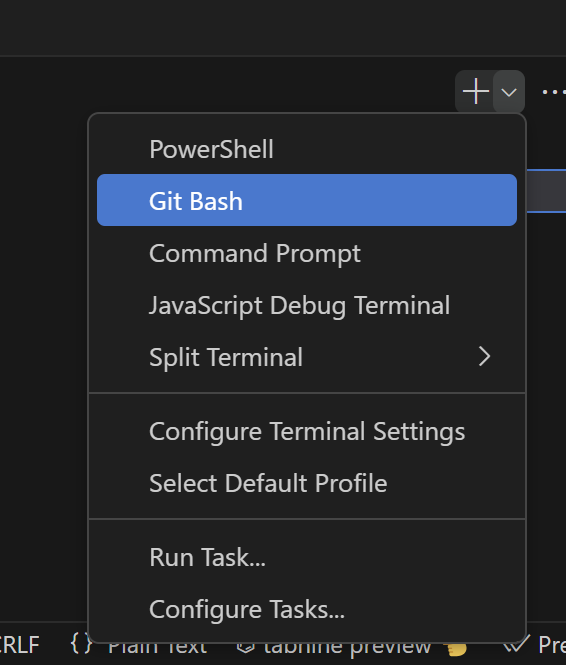 PowerShell
Git Bash
Command Prompt
JavaScript Debug Terminal
Split Terminal
Configure Terminal Settings
Select Default Profile
Run Task...
Configure Tasks...
CRLF {} Plain Text tabnine preview Pre